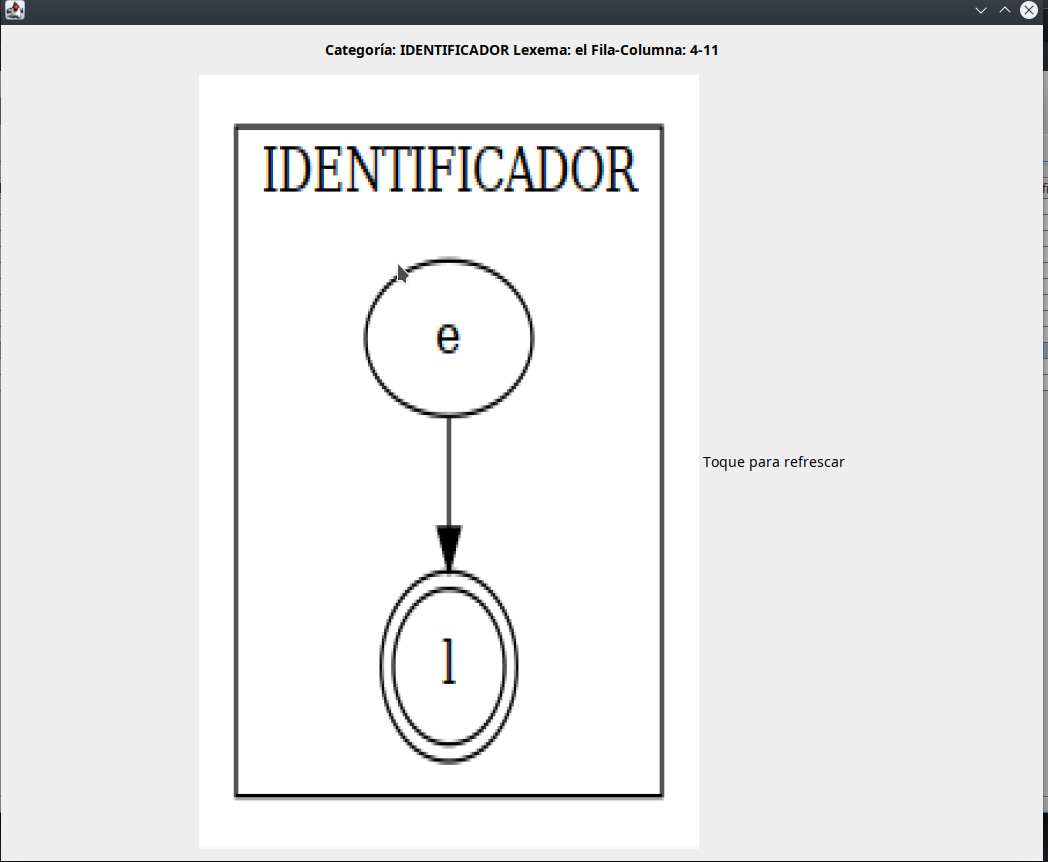 Categoría: IDENTIFICADOR Lexema: el Fila-Columna: 4-11
IDENTIFICADOR
e
l
Toque para refrescar